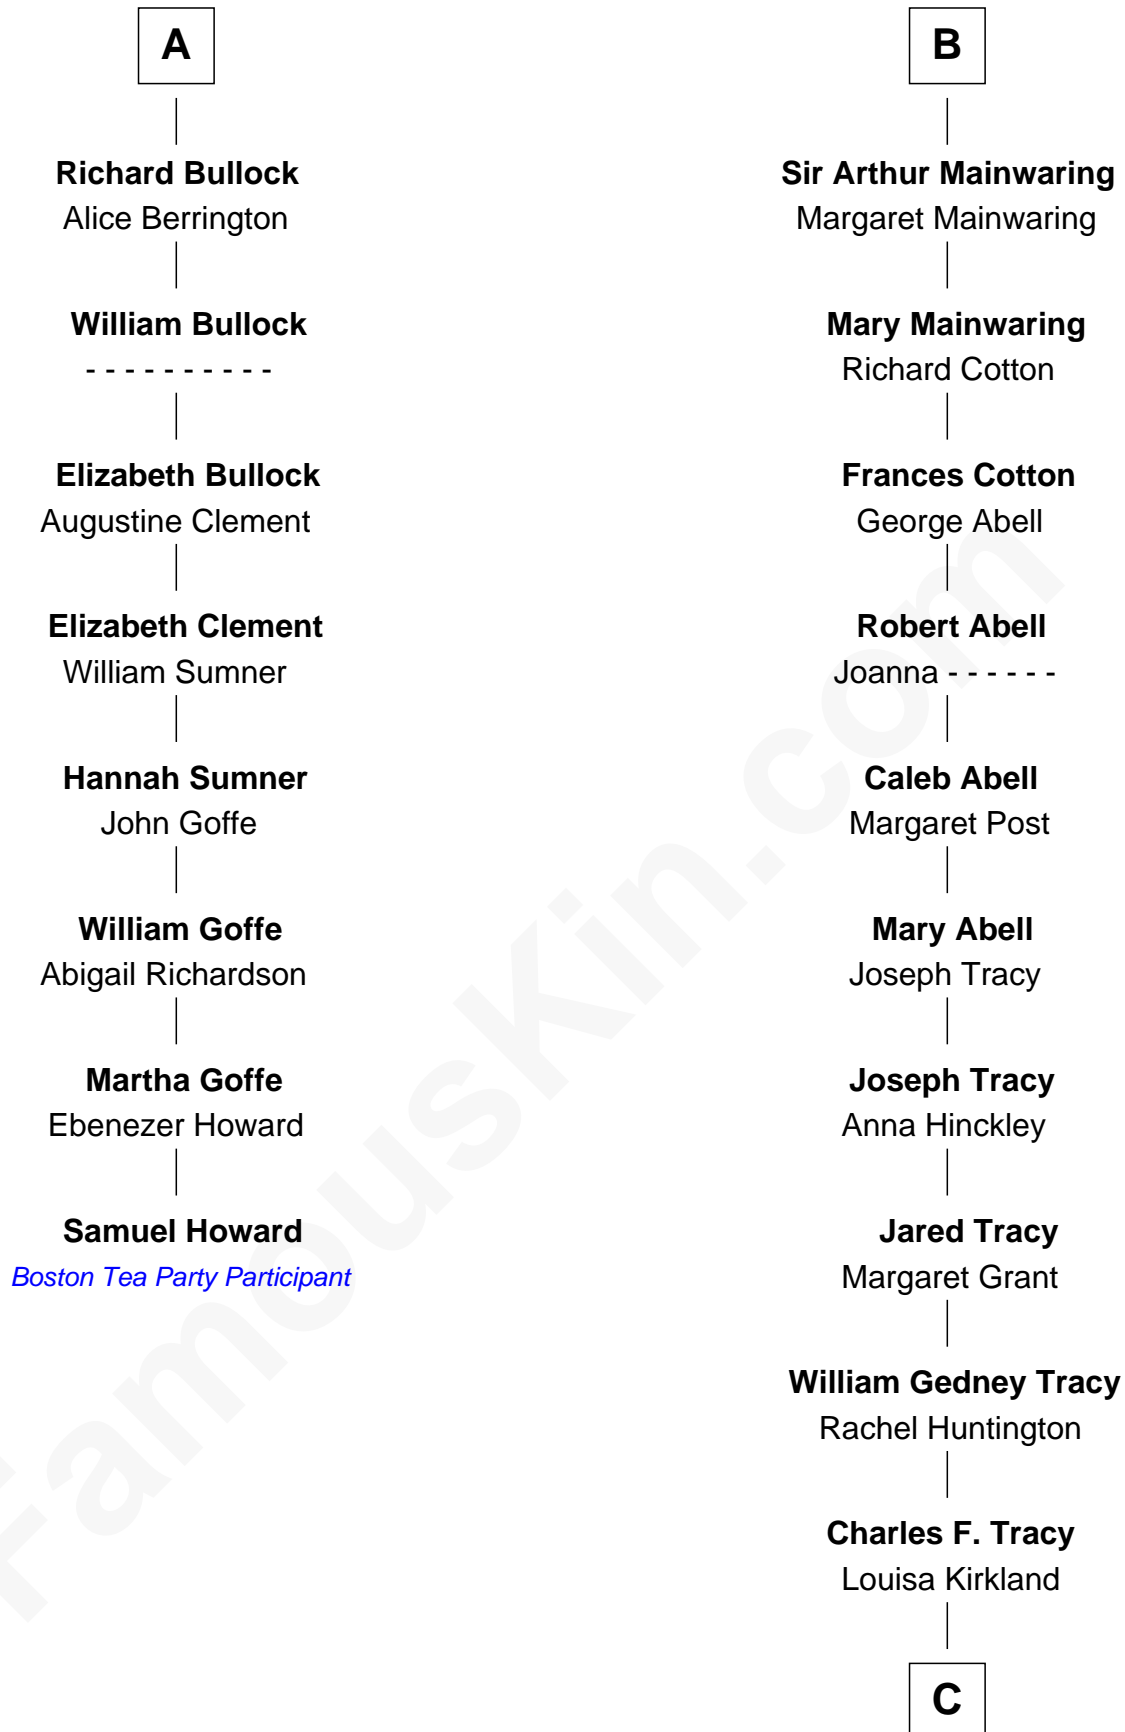 A
Richard Bullock
Alice Berrington
William Bullock
- - - - - - - - - -
Elizabeth Bullock
Augustine Clement
Elizabeth Clement
William Sumner
Hannah Sumner
John Goffe
William Goffe
Abigail Richardson
Martha Goffe
Ebenezer Howard
Samuel Howard
Boston Tea Party Participant
B
Sir Arthur Mainwaring
Margaret Mainwaring
Mary Mainwaring
Richard Cotton
Frances Cotton
George Abell
Robert Abell
Joanna - - - - - -
Caleb Abell
Margaret Post
Mary Abell
Joseph Tracy
Joseph Tracy
Anna Hinckley
Jared Tracy
Margaret Grant
William Gedney Tracy
Rachel Huntington
Charles F. Tracy
Louisa Kirkland
C
FamousKin.com